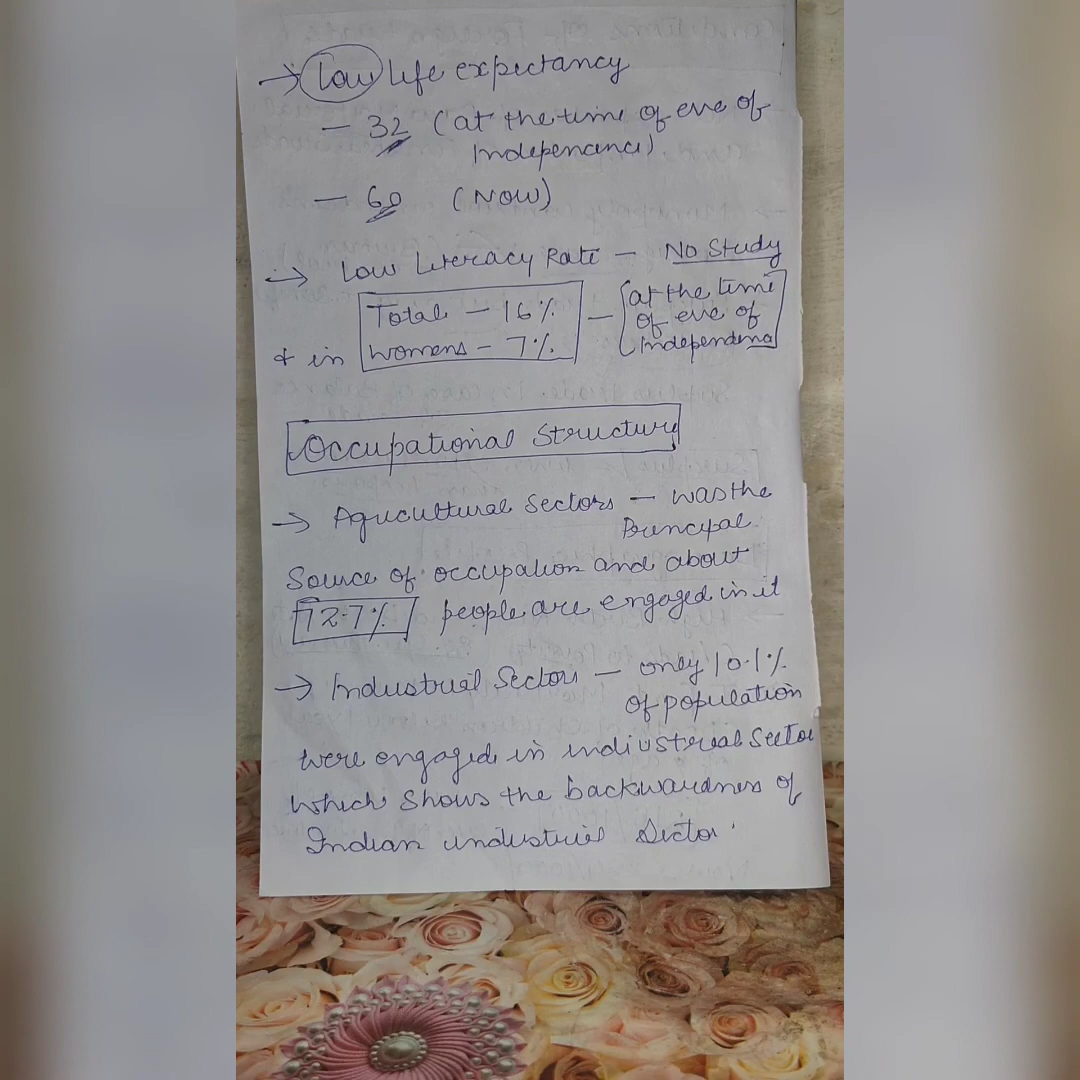 → Low life expectancy
— 32 (at the time of eve of
Indepenence)
— 60 (Now)
→ Low Literacy Rate — No Study
Total — 16%
& in womens — 7%
— (at the time
of eve of
independence)
Occupational Structure
→ Agricultural Sectors — was the
Principal
Source of occupation and about
72.7% people are engaged in it
→ Industrial Sectors — only 10.1%
of population
were engaged in indiustrial Sector
which shows the backwardness of
Indian industrial Sector.